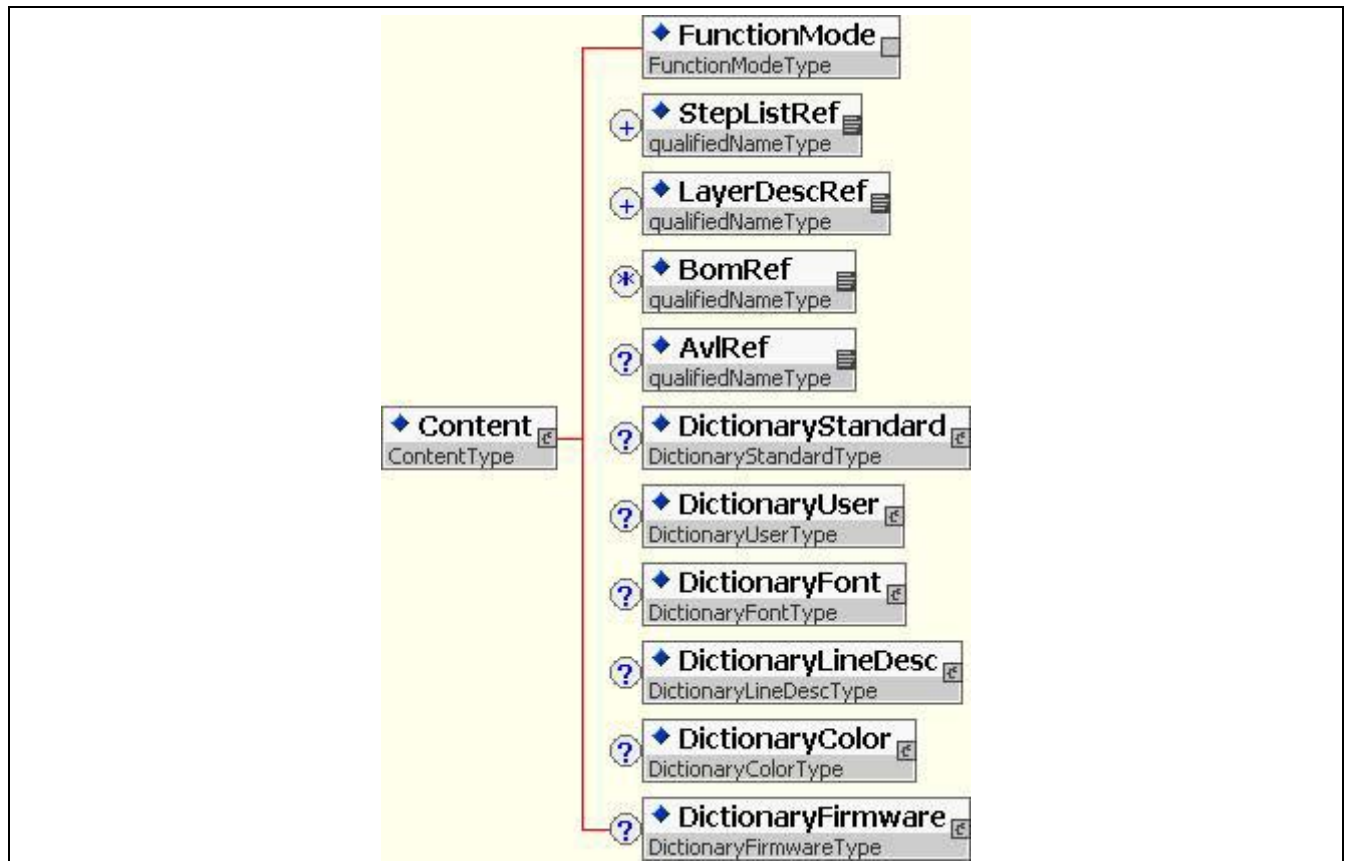 FunctionMode
FunctionModeType
+ StepListRef
qualifiedNameType
+ LayerDescRef
qualifiedNameType
* BomRef
qualifiedNameType
? AvlRef
qualifiedNameType
Content
ContentType
? DictionaryStandard
DictionaryStandardType
? DictionaryUser
DictionaryUserType
? DictionaryFont
DictionaryFontType
? DictionaryLineDesc
DictionaryLineDescType
? DictionaryColor
DictionaryColorType
? DictionaryFirmware
DictionaryFirmwareType